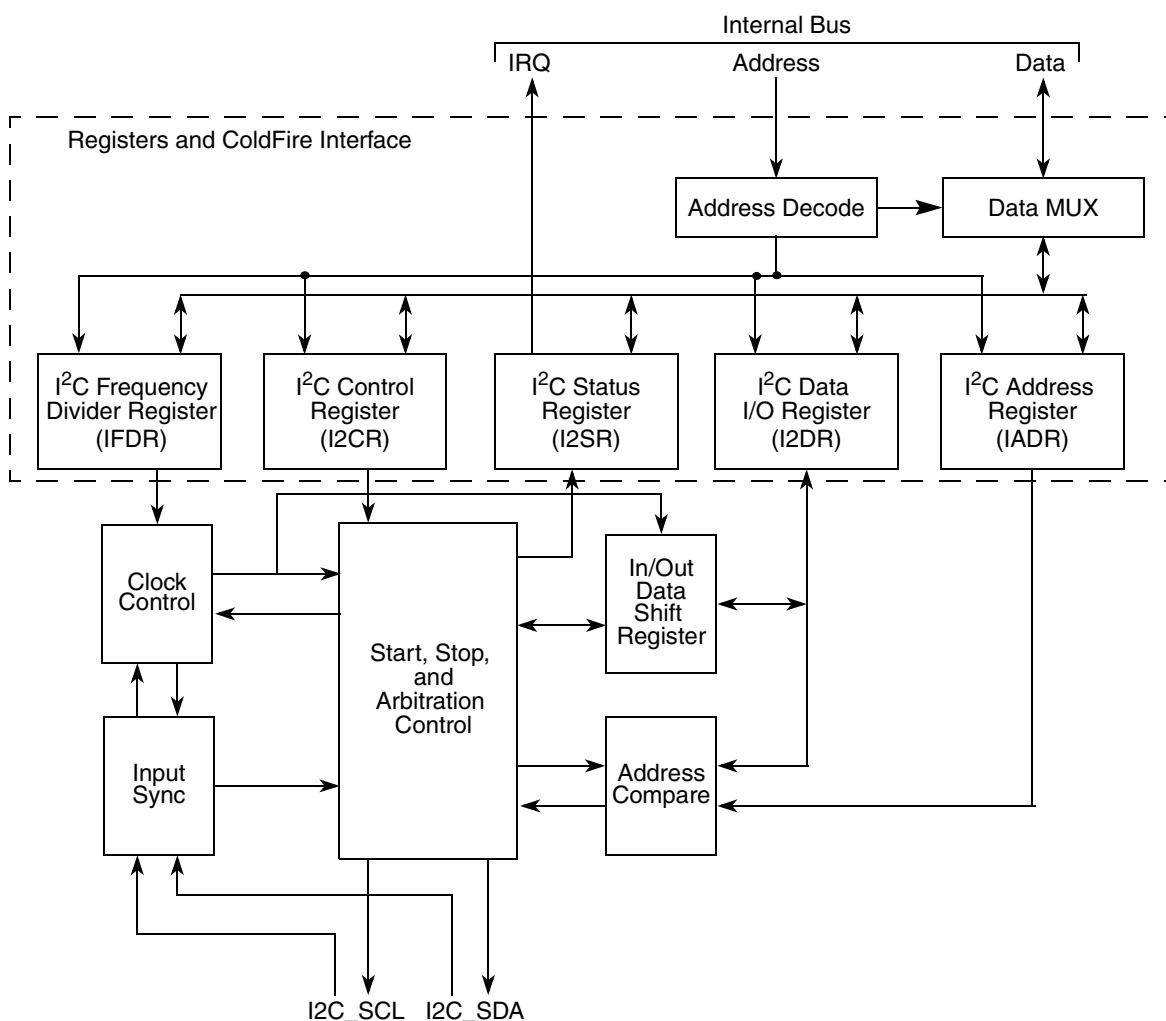 Internal Bus
IRQ
Address
Data
Registers and ColdFire Interface
Address Decode
Data MUX
I²C Frequency
Divider Register
(IFDR)
I²C Control
Register
(I2CR)
I²C Status
Register
(I2SR)
I²C Data
I/O Register
(I2DR)
I²C Address
Register
(IADR)
Clock
Control
Start, Stop,
and
Arbitration
Control
In/Out
Data
Shift
Register
Input
Sync
Address
Compare
I2C_SCL
I2C_SDA